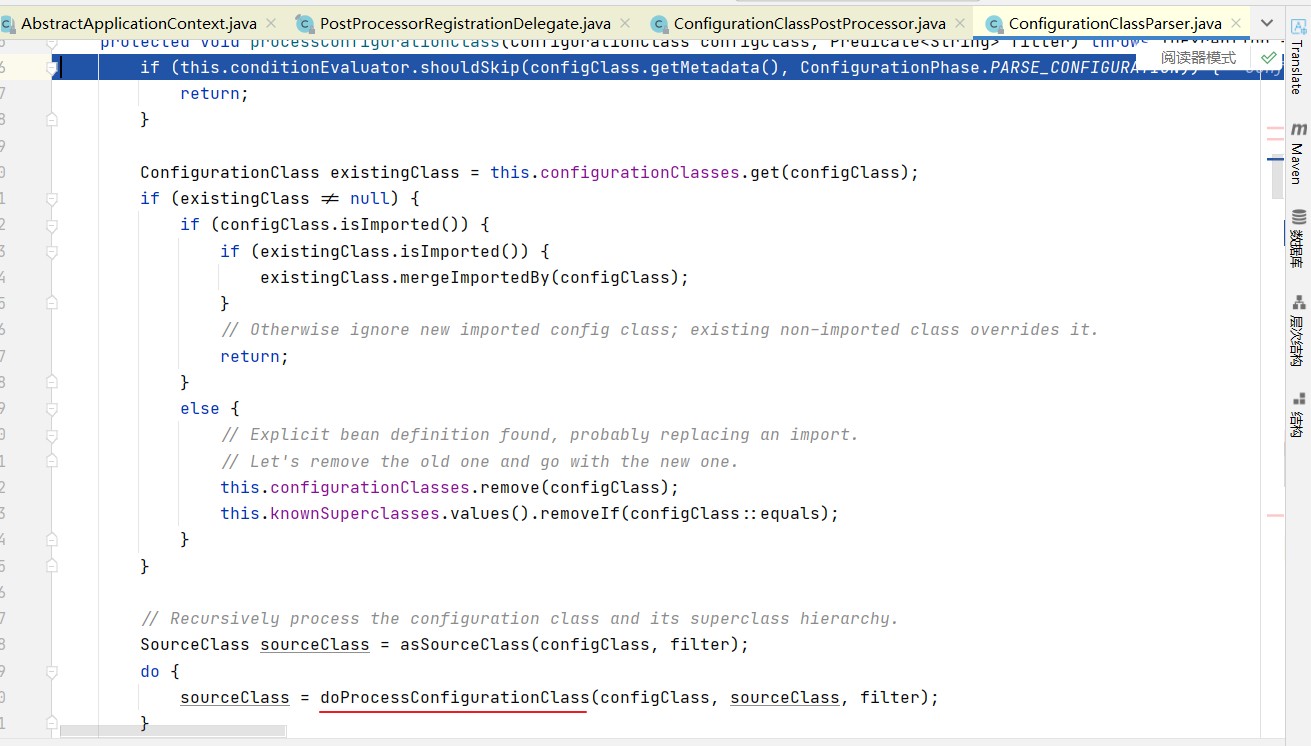 AbstractApplicationContext.java × PostProcessorRegistrationDelegate.java × ConfigurationClassPostProcessor.java × ConfigurationClassParser.java ×
protected void processConfigurationClass(ConfigurationClass configClass, Predicate<String> filter) throws IOException
阅读器模式
if (this.conditionEvaluator.shouldSkip(configClass.getMetadata(), ConfigurationPhase.PARSE_CONFIGURATION)) {
return;
}
ConfigurationClass existingClass = this.configurationClasses.get(configClass);
if (existingClass ≠ null) {
if (configClass.isImported()) {
if (existingClass.isImported()) {
existingClass.mergeImportedBy(configClass);
}
// Otherwise ignore new imported config class; existing non-imported class overrides it.
return;
}
else {
// Explicit bean definition found, probably replacing an import.
// Let's remove the old one and go with the new one.
this.configurationClasses.remove(configClass);
this.knownSuperclasses.values().removeIf(configClass::equals);
}
}
// Recursively process the configuration class and its superclass hierarchy.
SourceClass sourceClass = asSourceClass(configClass, filter);
do {
sourceClass = doProcessConfigurationClass(configClass, sourceClass, filter);
}
Translate
Maven
数据库
层次结构
结构